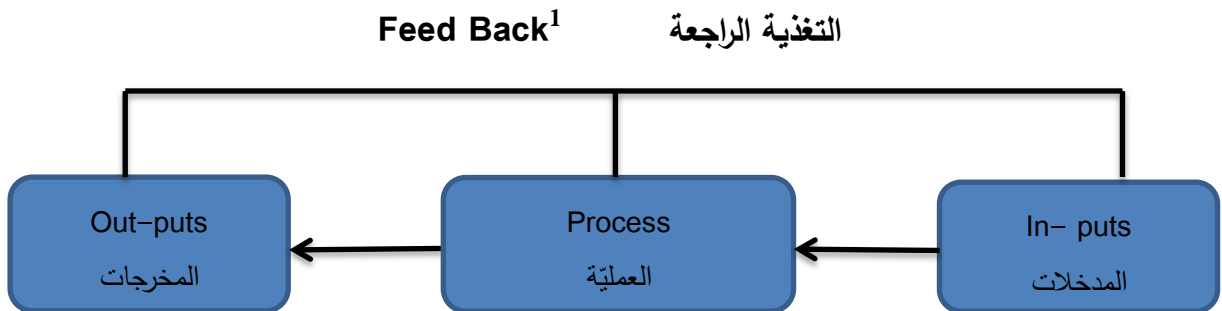 التغذية الراجعة Feed Back¹
In– puts
المدخلات
Process
العمليّة
Out–puts
المخرجات